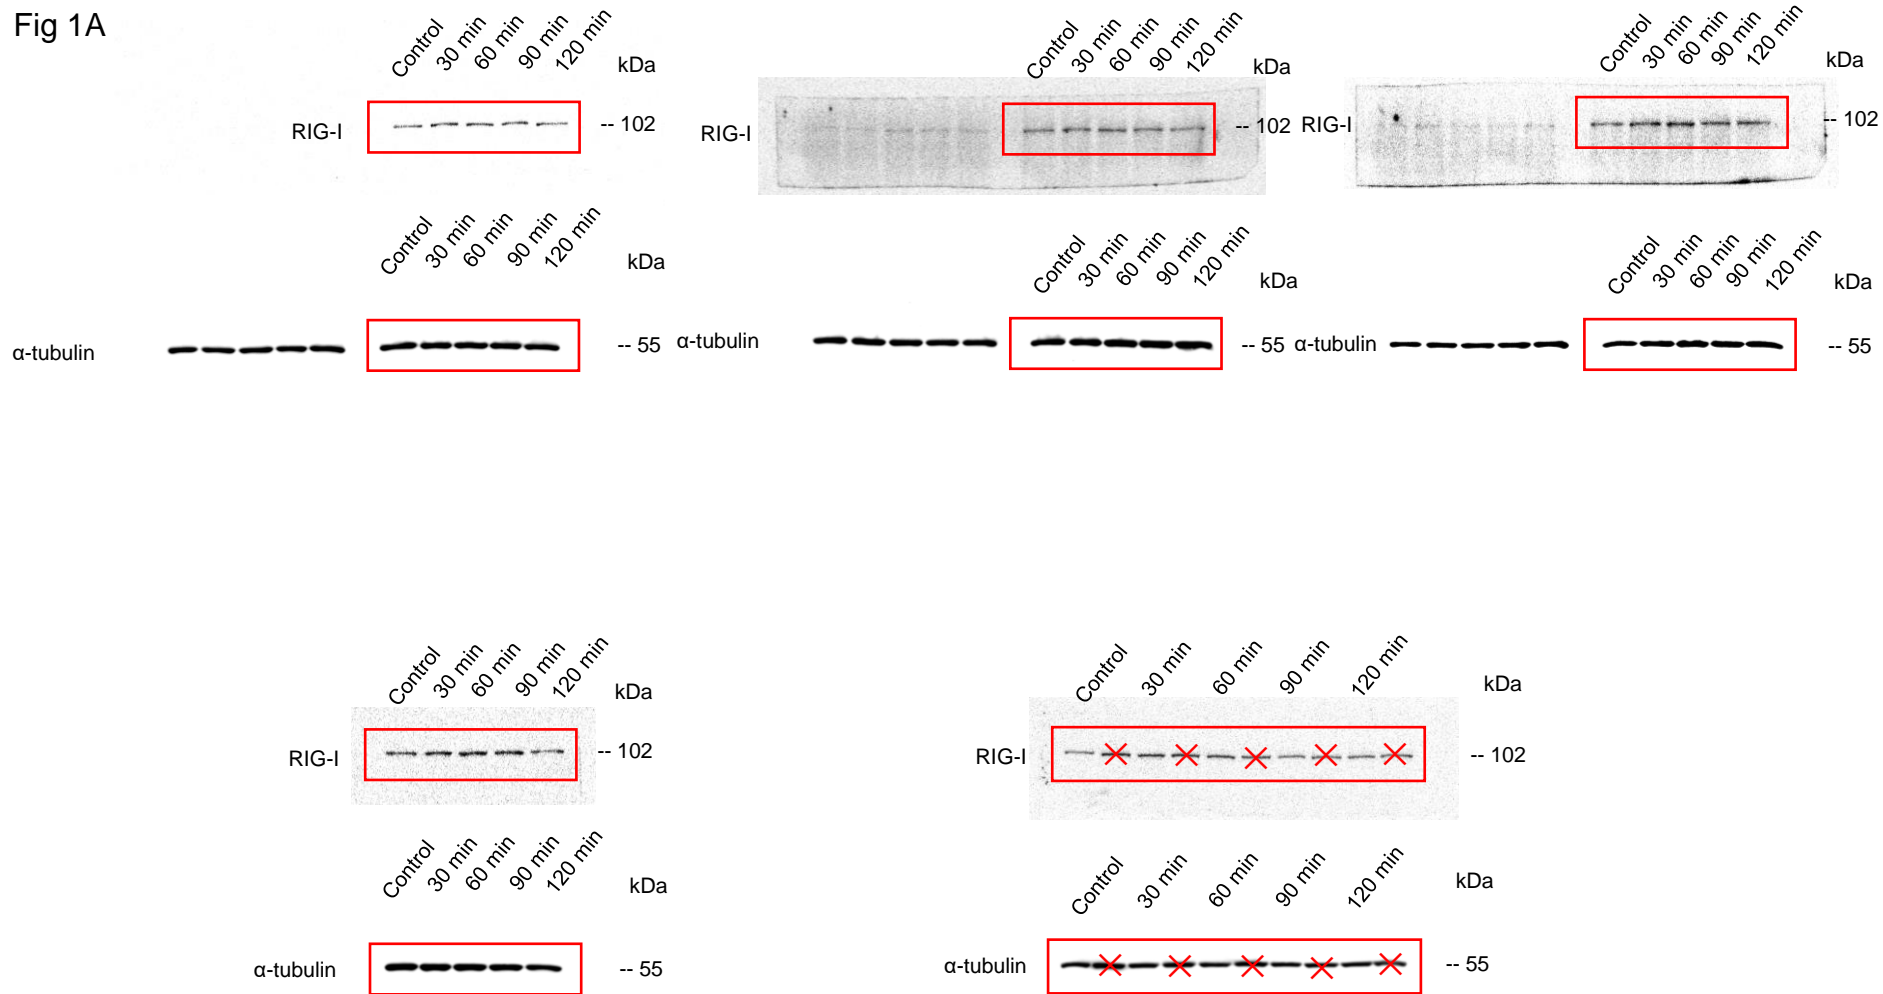 Fig 1A
Control 30 min 60 min 90 min 120 min kDa
RIG-I -- 102
Control 30 min 60 min 90 min 120 min kDa
RIG-I -- 102
Control 30 min 60 min 90 min 120 min kDa
RIG-I -- 102
Control 30 min 60 min 90 min 120 min kDa
α-tubulin -- 55
Control 30 min 60 min 90 min 120 min kDa
α-tubulin -- 55
Control 30 min 60 min 90 min 120 min kDa
α-tubulin -- 55
Control 30 min 60 min 90 min 120 min kDa
RIG-I -- 102
Control 30 min 60 min 90 min 120 min kDa
RIG-I -- 102
Control 30 min 60 min 90 min 120 min kDa
α-tubulin -- 55
Control 30 min 60 min 90 min 120 min kDa
α-tubulin -- 55